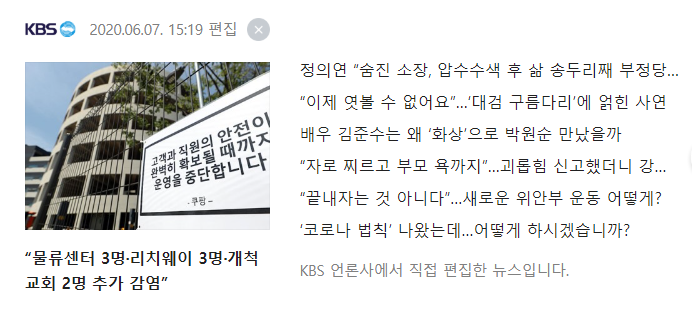 KBS 2020.06.07. 15:19 편집
고객과 직원의 안전이
완벽히 확보될 때까지
운영을 중단합니다
- 쿠팡 -
“물류센터 3명·리치웨이 3명·개척
교회 2명 추가 감염”
정의연 “숨진 소장, 압수수색 후 삶 송두리째 부정당...
“이제 엿볼 수 없어요”...‘대검 구름다리’에 얽힌 사연
배우 김준수는 왜 ‘화상’으로 박원순 만났을까
“자로 찌르고 부모 욕까지”...괴롭힘 신고했더니 강...
“끝내자는 것 아니다”...새로운 위안부 운동 어떻게?
‘코로나 법칙’ 나왔는데...어떻게 하시겠습니까?
KBS 언론사에서 직접 편집한 뉴스입니다.